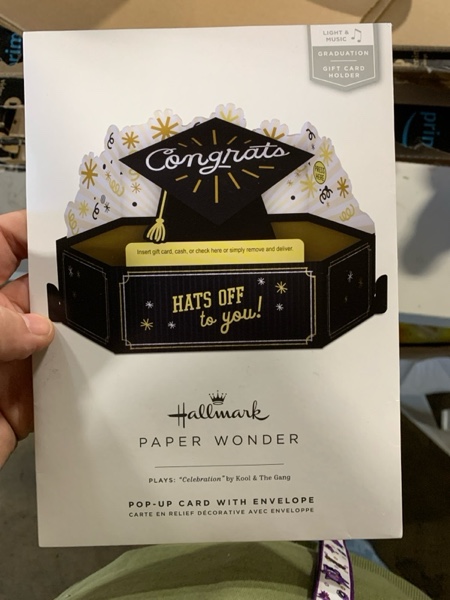 LIGHT &
MUSIC
GRADUATION
GIFT CARD
HOLDER
Congrats
Insert gift card, cash, or check here or simply remove and deliver.
HATS OFF
to you!
Hallmark
PAPER WONDER
PLAYS: "Celebration" by Kool & The Gang
POP-UP CARD WITH ENVELOPE
CARTE EN RELIEF DÉCORATIVE AVEC ENVELOPPE